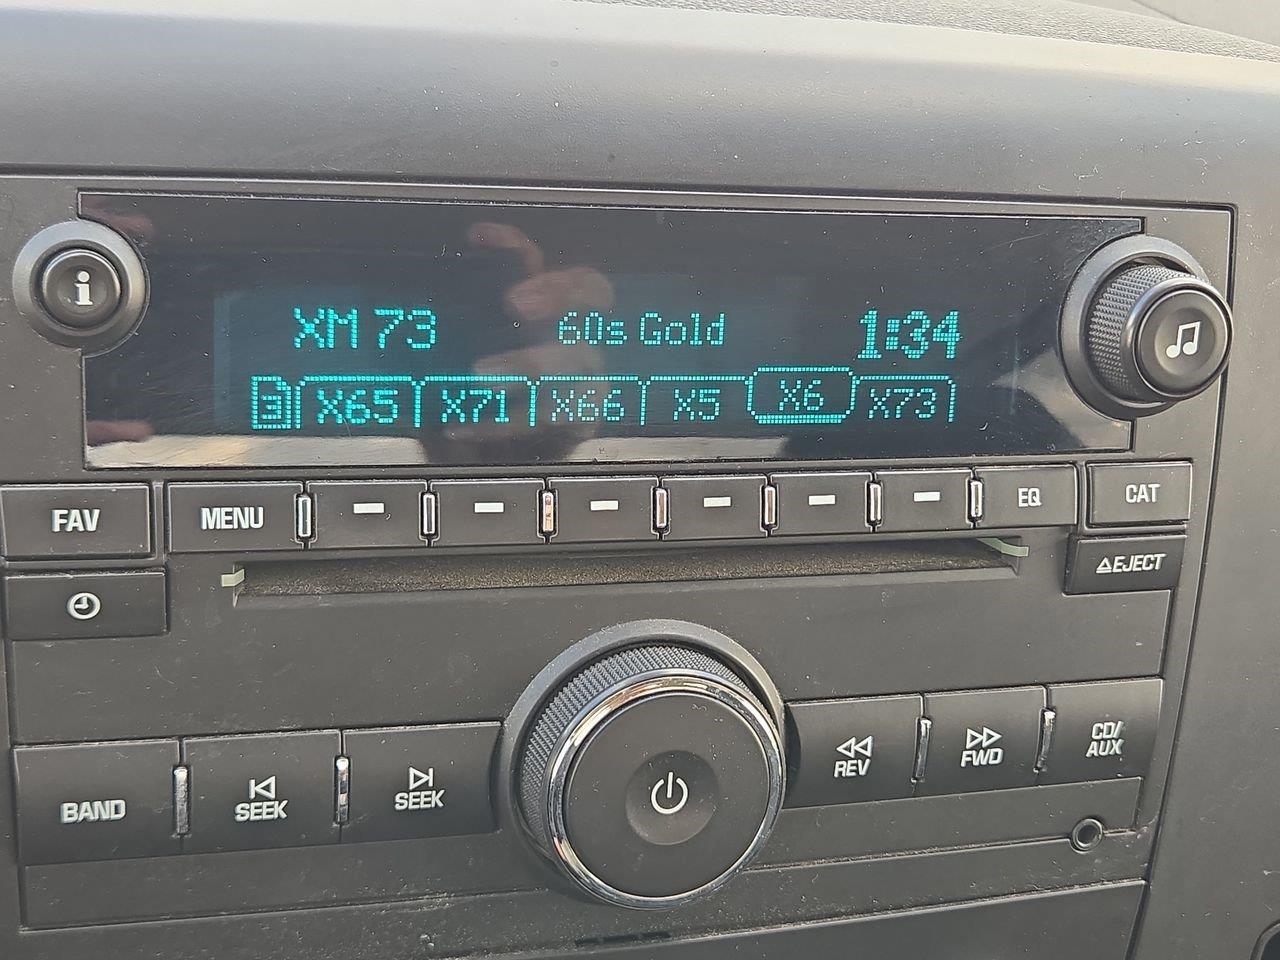 i
XM 73 60s Gold 1:34
3 X65 X71 X66 X5 X6 X73
FAV MENU EQ CAT
EJECT
BAND SEEK SEEK REV FWD CD/
AUX